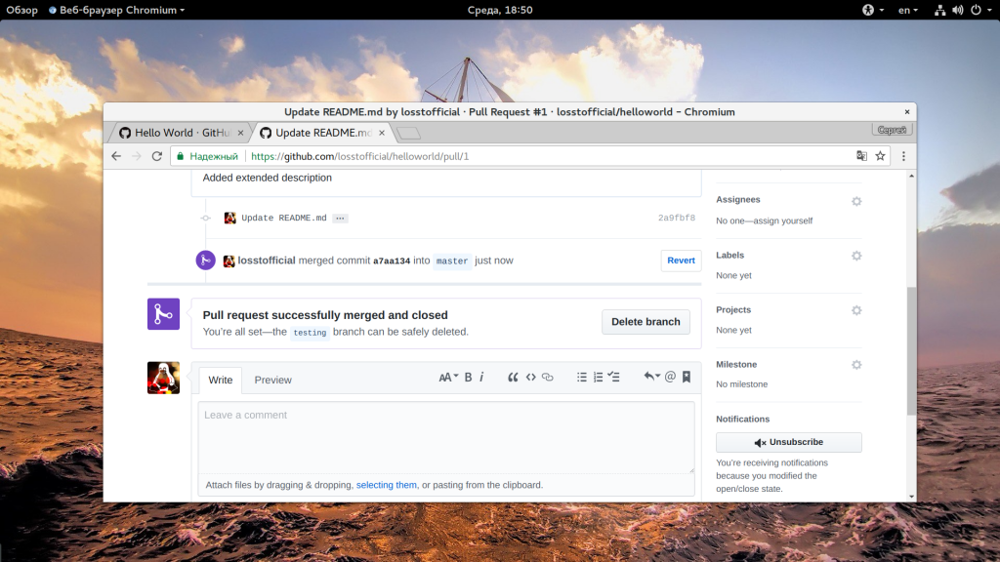 Обзор Веб-браузер Chromium Среда, 18:50 en
Update README.md by losstofficial · Pull Request #1 · losstofficial/helloworld – Chromium ×
Hello World · GitHu × Update README.md × Сергей
Надежный https://github.com/losstofficial/helloworld/pull/1
Added extended description
Update README.md ••• 2a9fbf8
losstofficial merged commit a7aa134 into master just now Revert
Pull request successfully merged and closed
You're all set—the testing branch can be safely deleted.
Delete branch
Write Preview AA B i “ <> @
Leave a comment
Attach files by dragging & dropping, selecting them, or pasting from the clipboard.
Assignees
No one—assign yourself
Labels
None yet
Projects
None yet
Milestone
No milestone
Notifications
Unsubscribe
You're receiving notifications
because you modified the
open/close state.